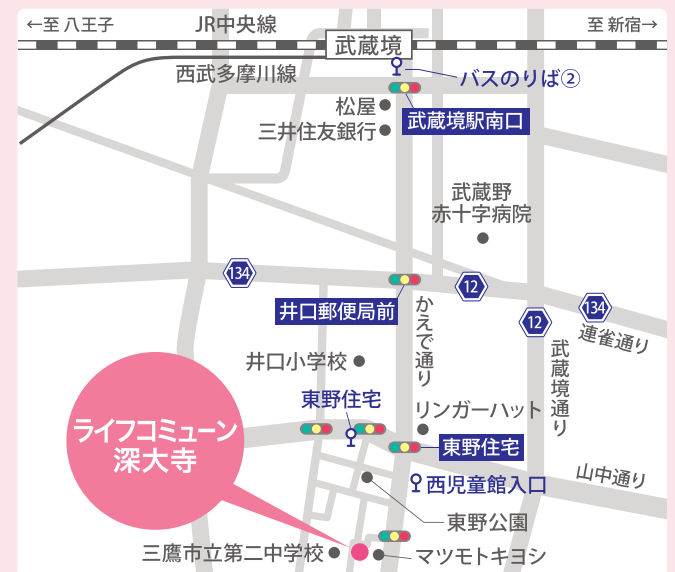 ←至 八王子
JR中央線
至 新宿→
武蔵境
西武多摩川線
バスのりば②
松屋
武蔵境駅南口
三井住友銀行
武蔵野
赤十字病院
134
12
134
井口郵便局前
かえで通り
12
連雀通り
武蔵境通り
井口小学校
東野住宅
リンガーハット
ライフコミューン
深大寺
東野住宅
山中通り
西児童館入口
東野公園
三鷹市立第二中学校
マツモトキヨシ